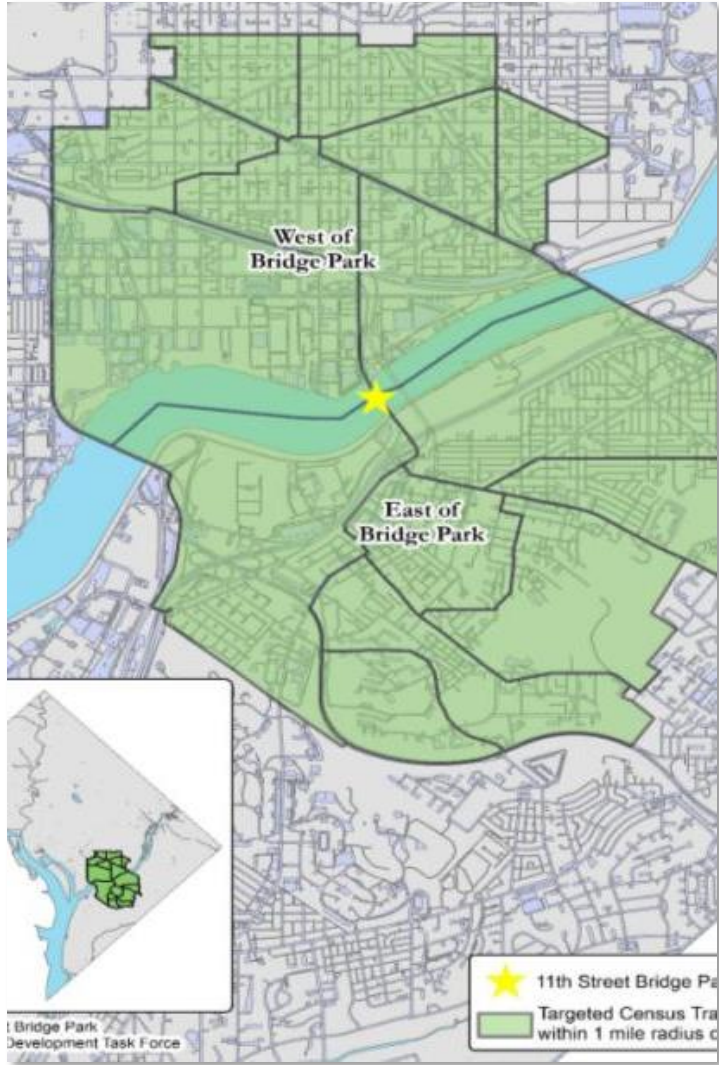 West of
Bridge Park
East of
Bridge Park
11th Street Bridge Pa
Targeted Census Tra
within 1 mile radius
t Bridge Park
Development Task Force